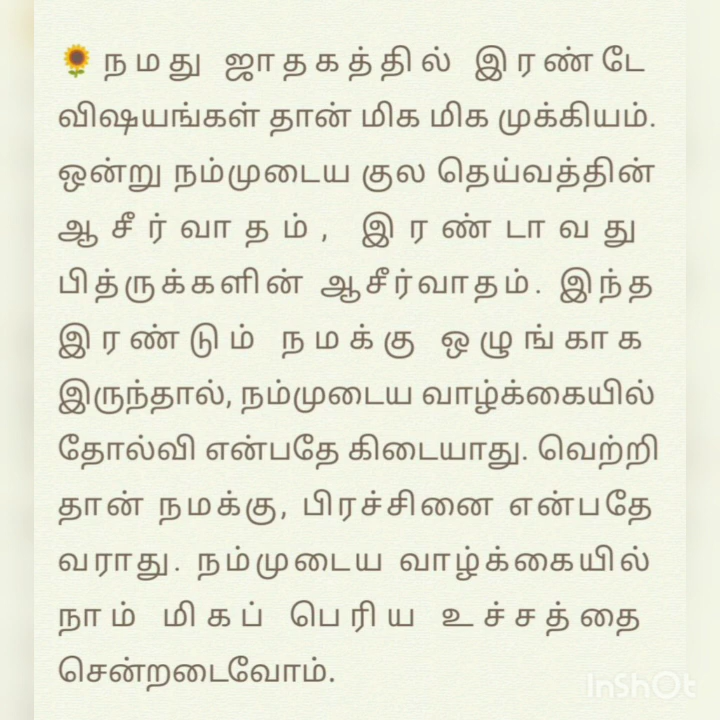 🌻நமது ஜாதகத்தில் இரண்டே
விஷயங்கள் தான் மிக மிக முக்கியம்.
ஒன்று நம்முடைய குல தெய்வத்தின்
ஆசீர்வாதம், இரண்டாவது
பித்ருக்களின் ஆசீர்வாதம். இந்த
இரண்டும் நமக்கு ஒழுங்காக
இருந்தால், நம்முடைய வாழ்க்கையில்
தோல்வி என்பதே கிடையாது. வெற்றி
தான் நமக்கு, பிரச்சினை என்பதே
வராது. நம்முடைய வாழ்க்கையில்
நாம் மிகப் பெரிய உச்சத்தை
சென்றடைவோம்.
InShOt